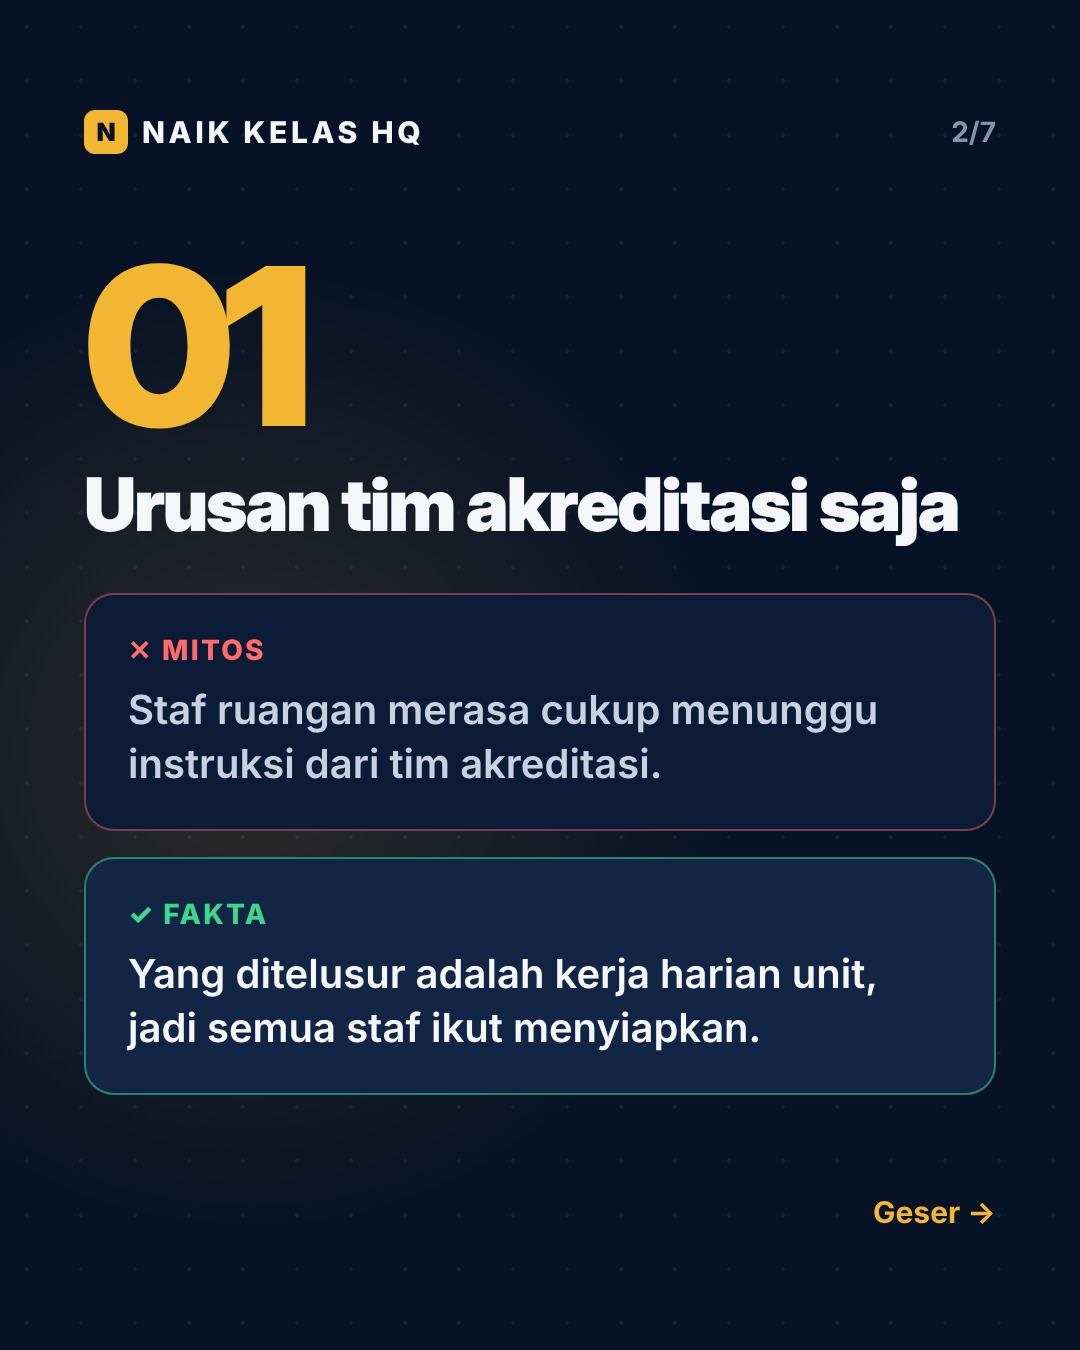 N NAIK KELAS HQ
2/7
01
Urusan tim akreditasi saja
✕ MITOS
Staf ruangan merasa cukup menunggu
instruksi dari tim akreditasi.
✓ FAKTA
Yang ditelusur adalah kerja harian unit,
jadi semua staf ikut menyiapkan.
Geser →